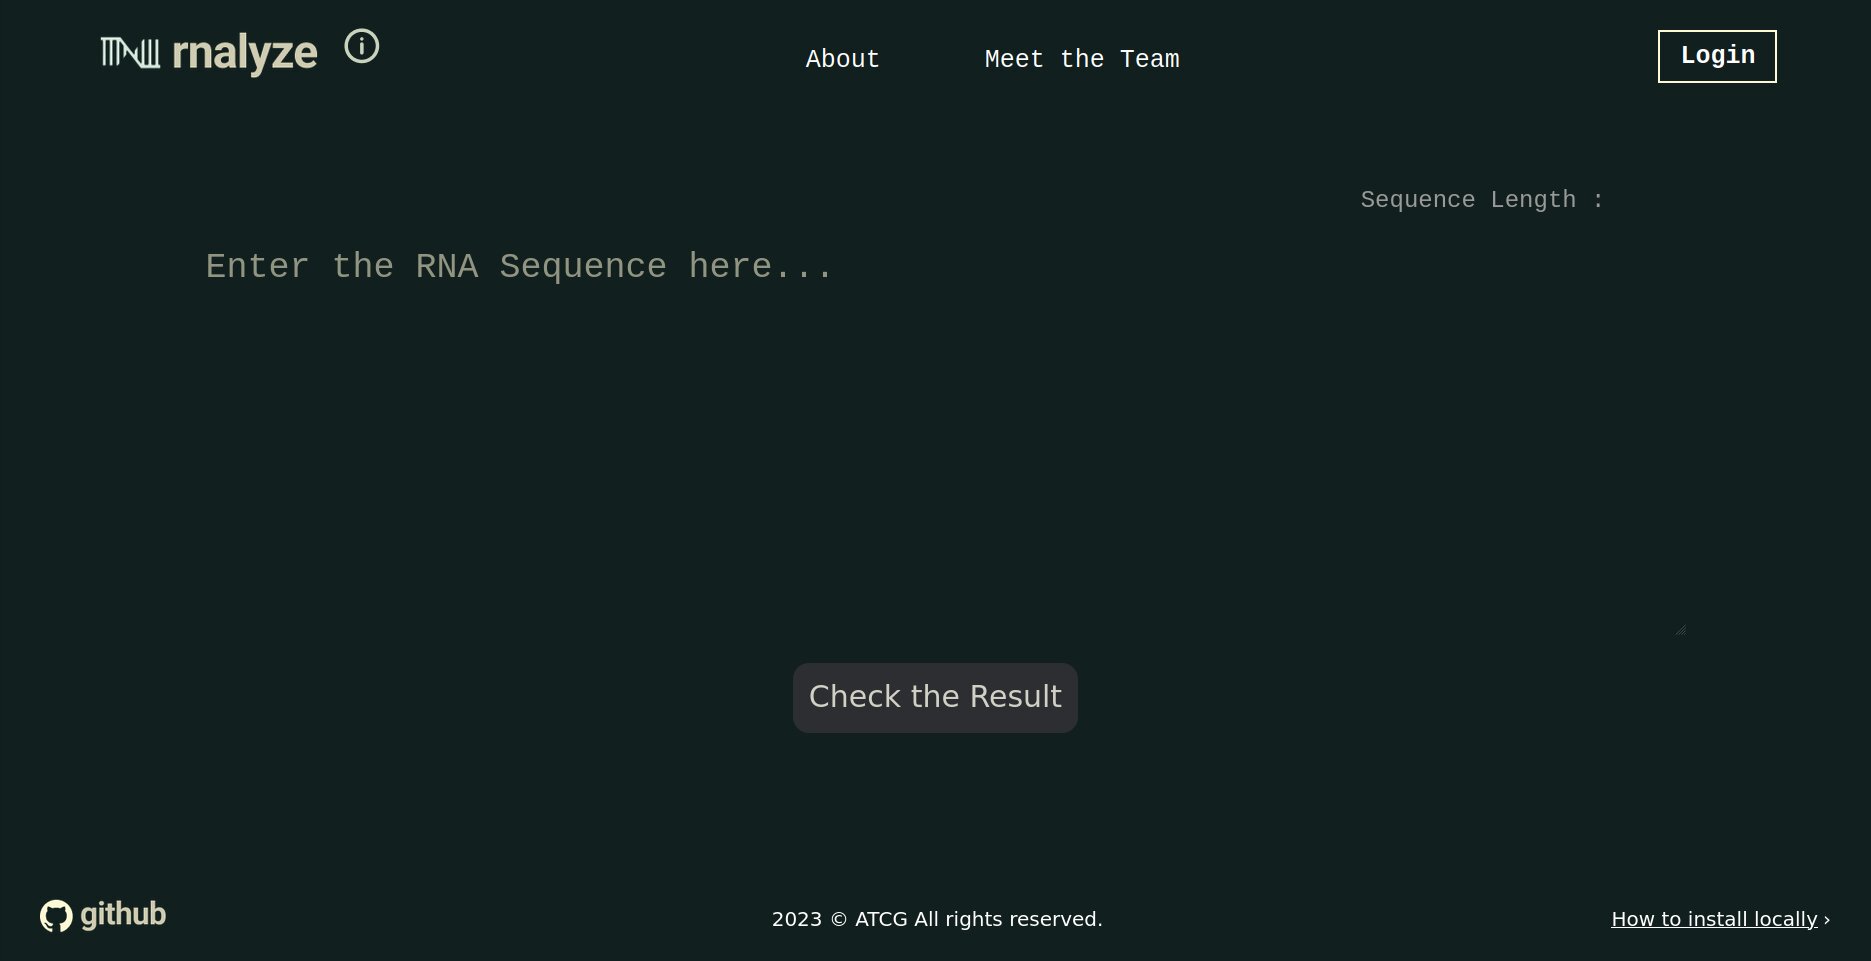 rnalyze
About
Meet the Team
Login
Sequence Length :
Enter the RNA Sequence here...
Check the Result
github
2023 © ATCG All rights reserved.
How to install locally ›